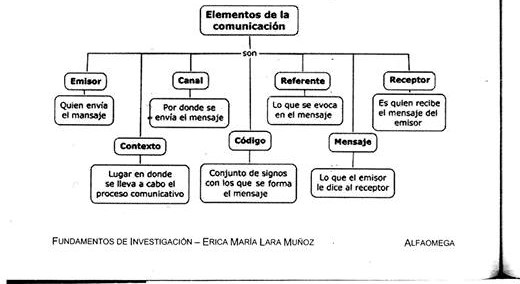 Elementos de la
comunicación
son
Emisor
Quien envía
el mansaje
Canal
Por donde se
envía el mensaje
Referente
Lo que se evoca
en el mensaje
Receptor
Es quien recibe
el mensaje del
emisor
Contexto
Lugar en donde
se lleva a cabo el
proceso comunicativo
Código
Conjunto de signos
con los que se forma
el mensaje
Mensaje
Lo que el emisor
le dice al receptor
FUNDAMENTOS DE INVESTIGACIÓN – ERICA MARÍA LARA MUÑOZ ALFAOMEGA